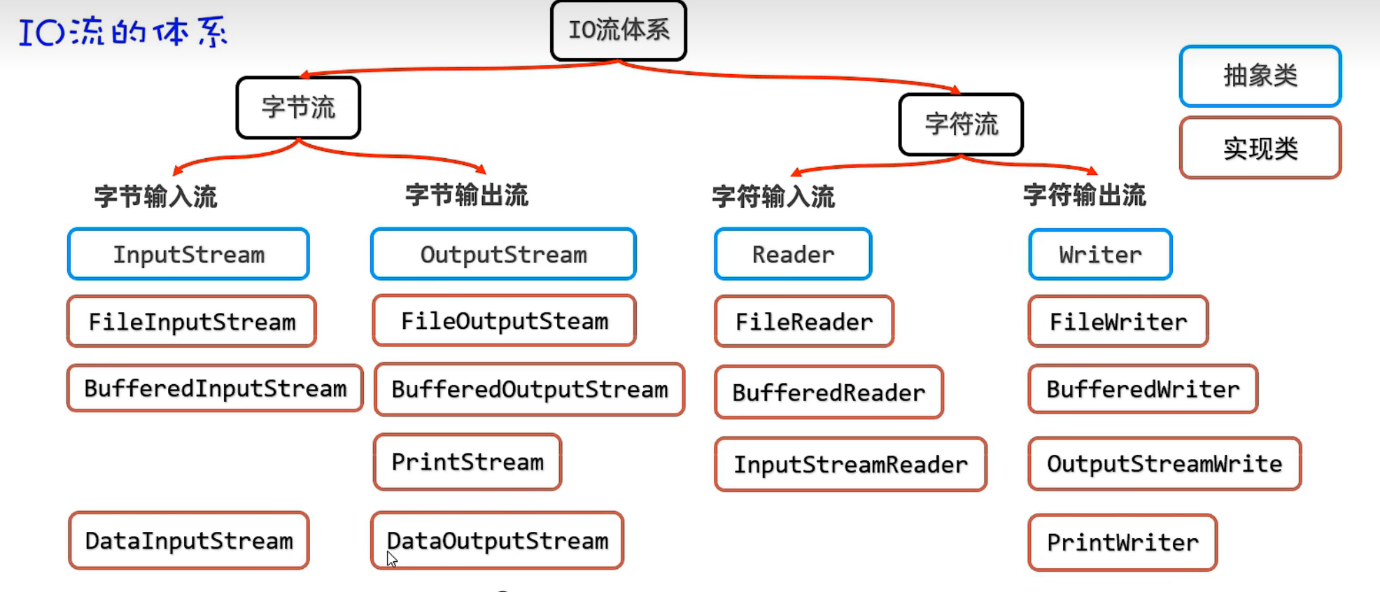 IO流的体系
IO流体系
抽象类
实现类
字节流
字符流
字节输入流
字节输出流
字符输入流
字符输出流
InputStream
OutputStream
Reader
Writer
FileInputStream
FileOutputSteam
FileReader
FileWriter
BufferedInputStream
BufferedOutputStream
BufferedReader
BufferedWriter
PrintStream
InputStreamReader
OutputStreamWrite
DataInputStream
DataOutputStream
PrintWriter